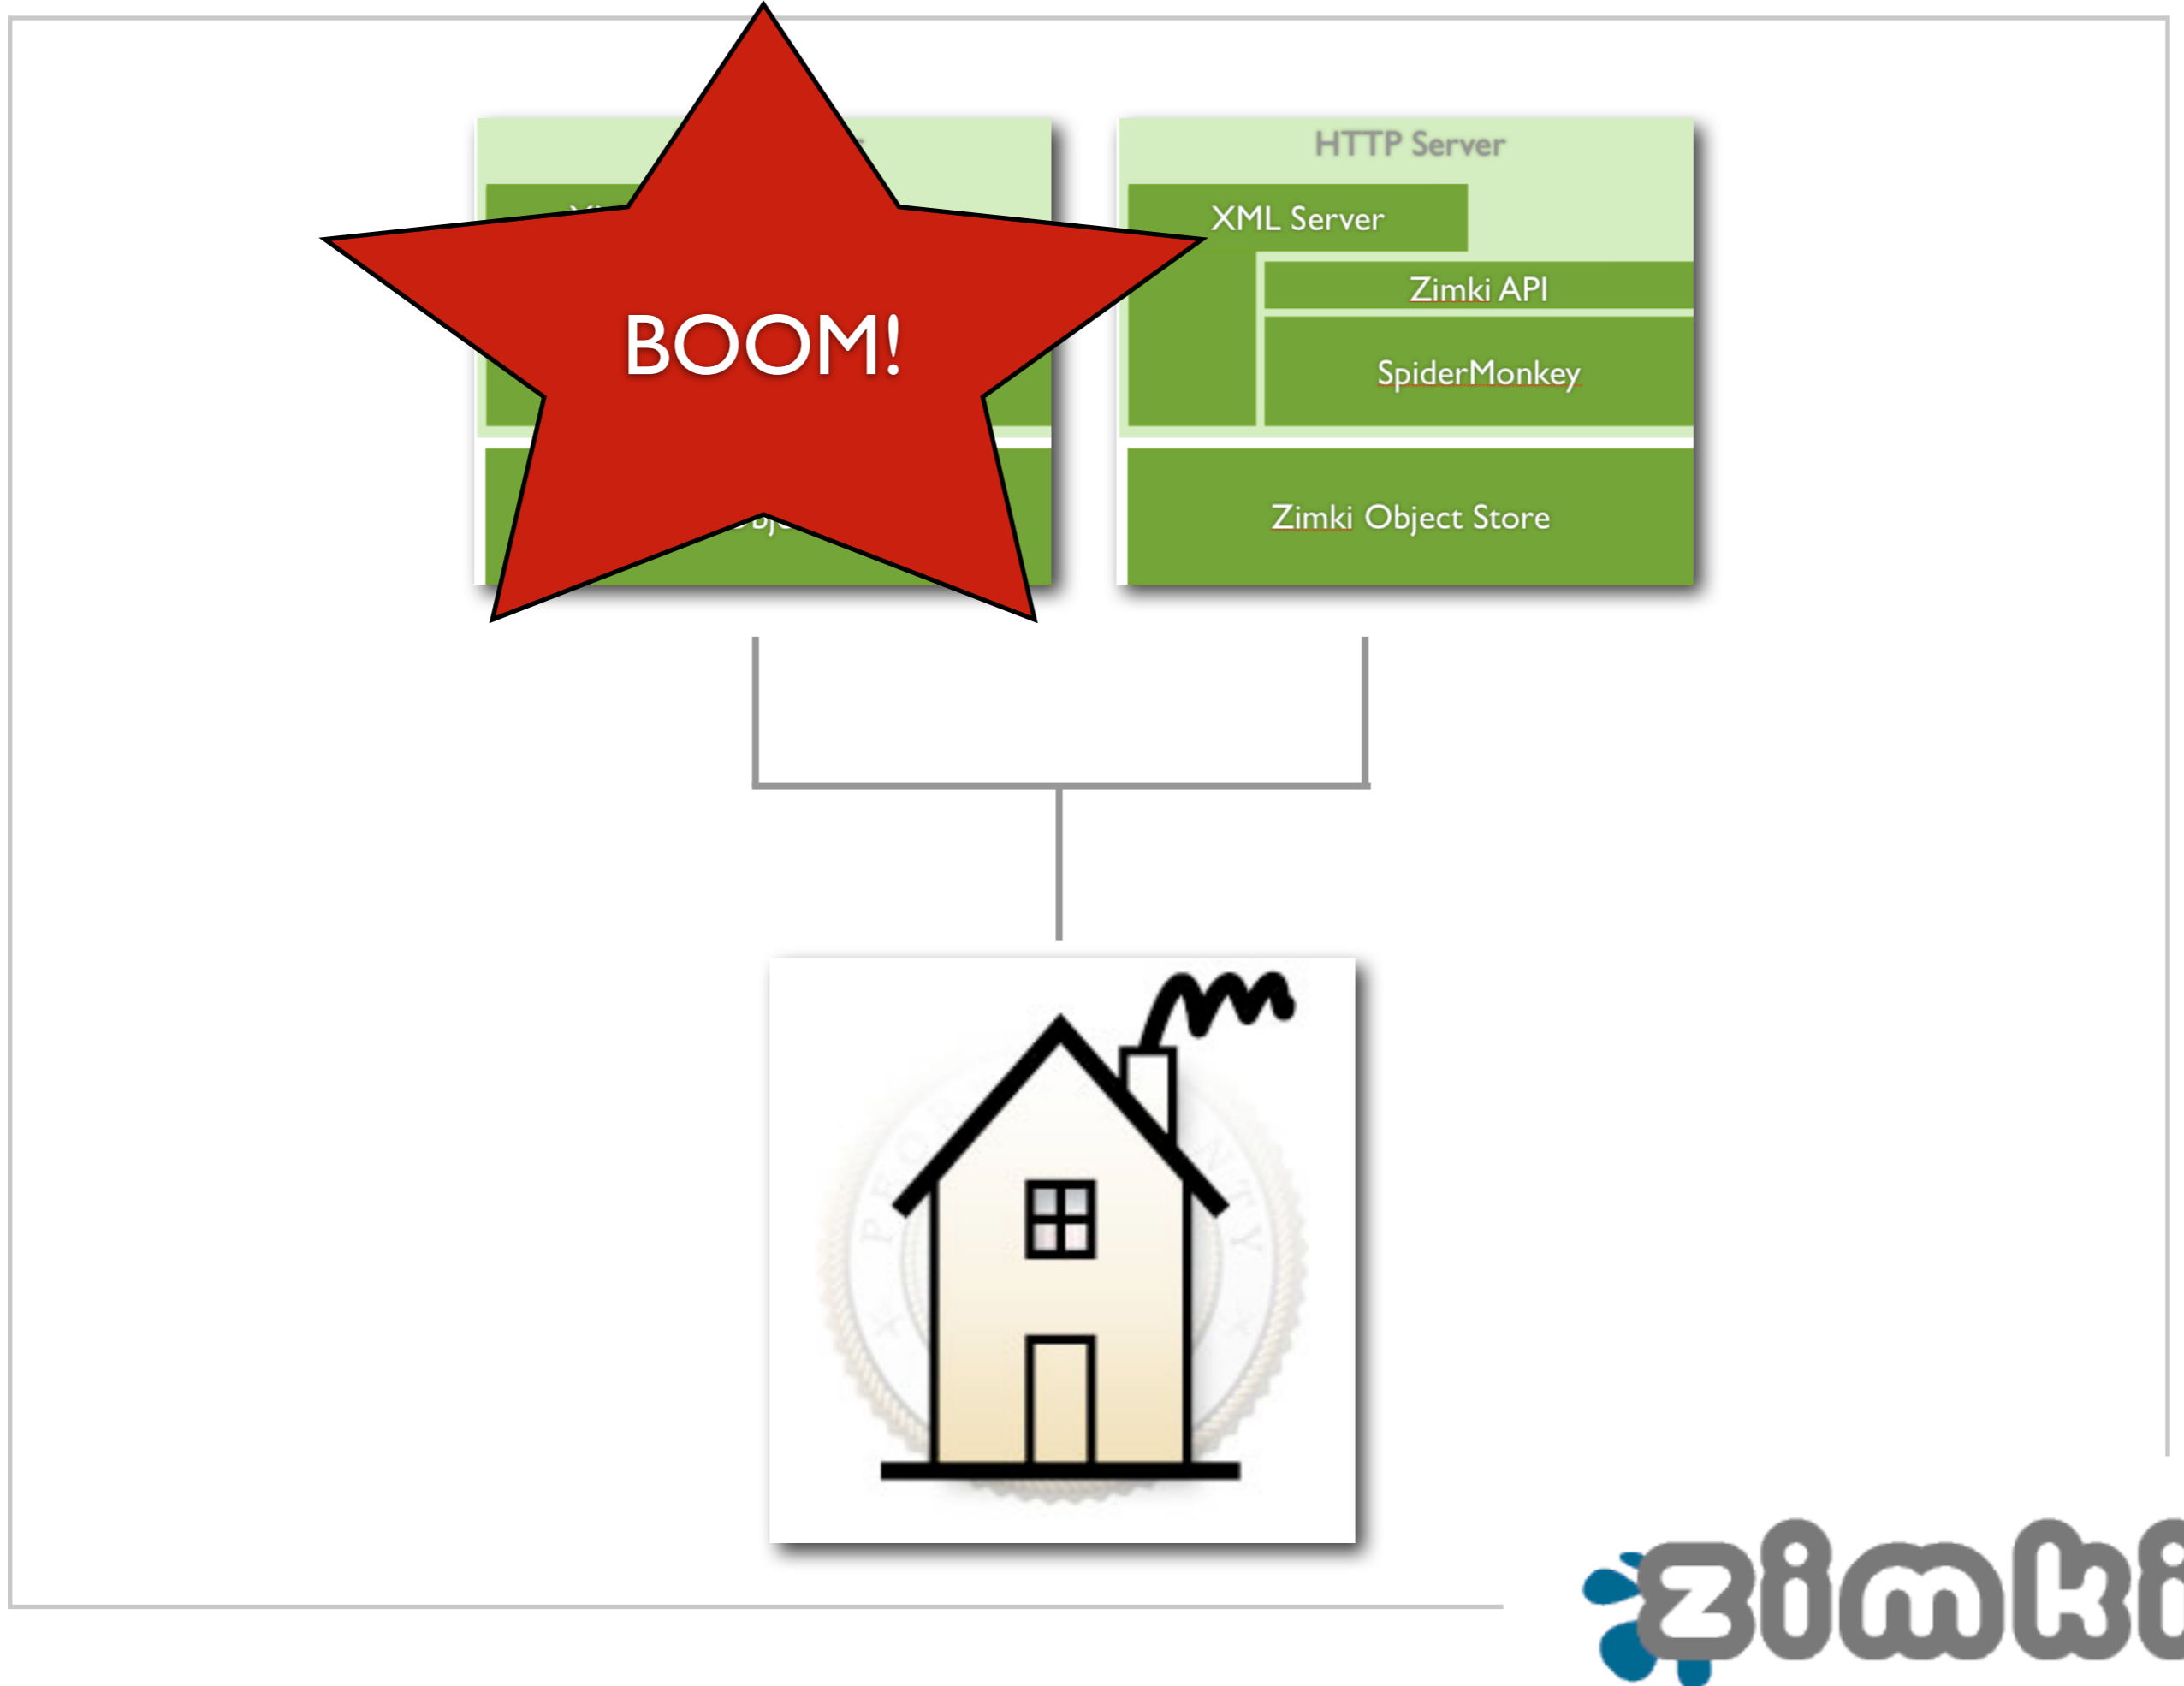 HTTP Server
XML Server
Zimki API
BOOM!
SpiderMonkey
Zimki Object Store
zimki